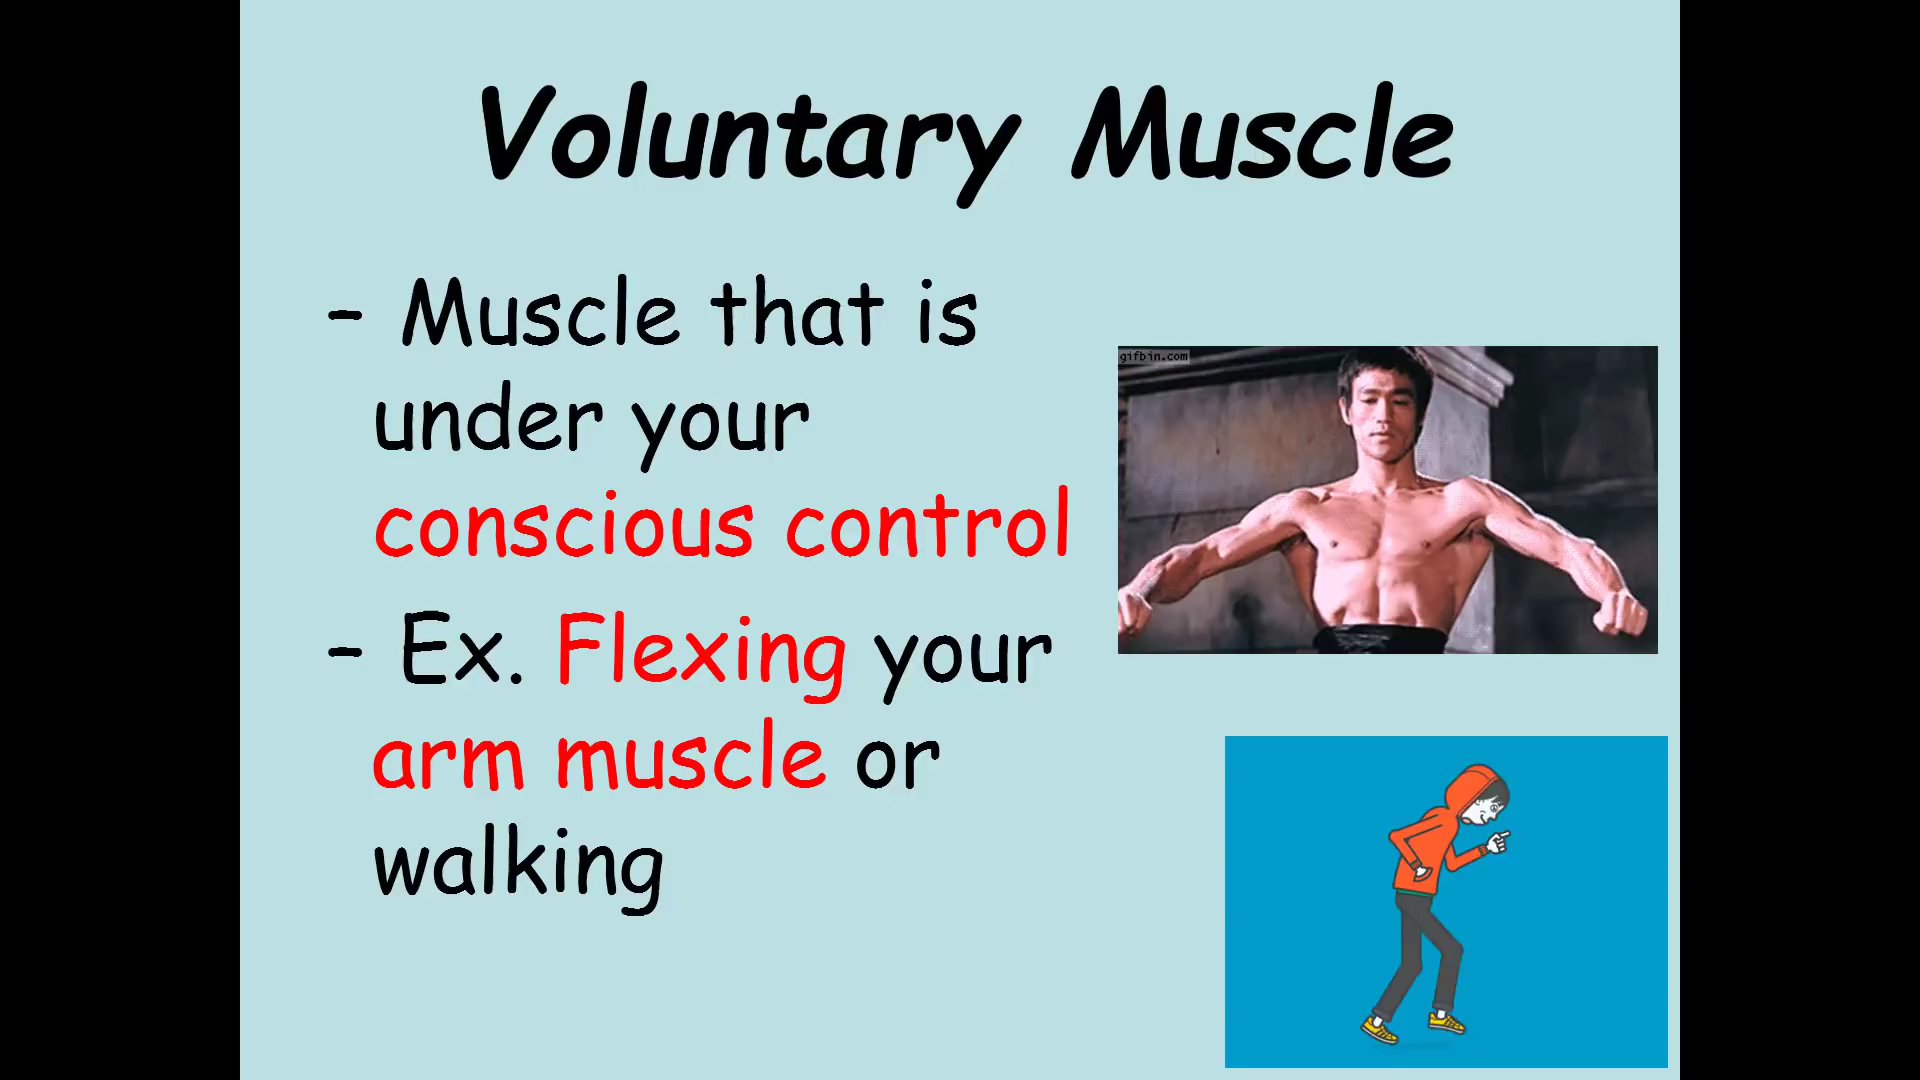 Voluntary Muscle
– Muscle that is
under your
conscious control
– Ex. Flexing your
arm muscle or
walking
gifbin.com